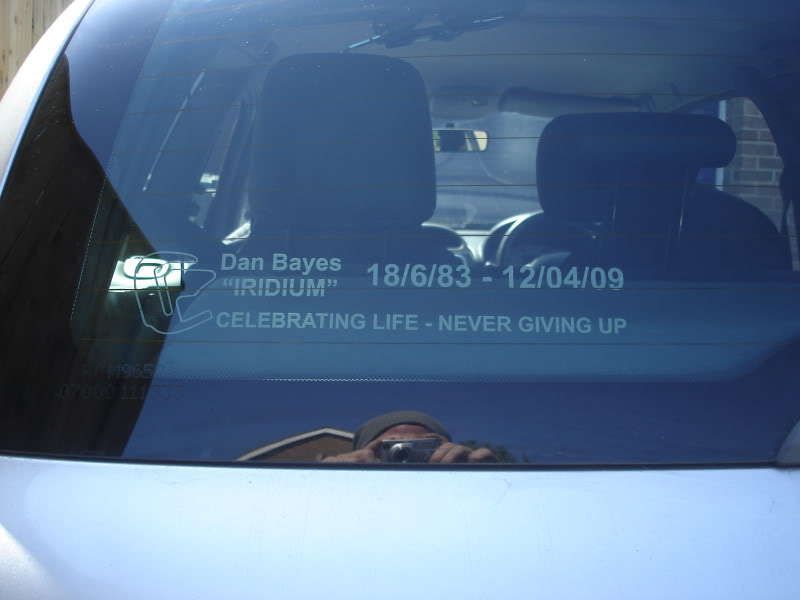 Dan Bayes
“IRIDIUM”
18/6/83 - 12/04/09
CELEBRATING LIFE - NEVER GIVING UP